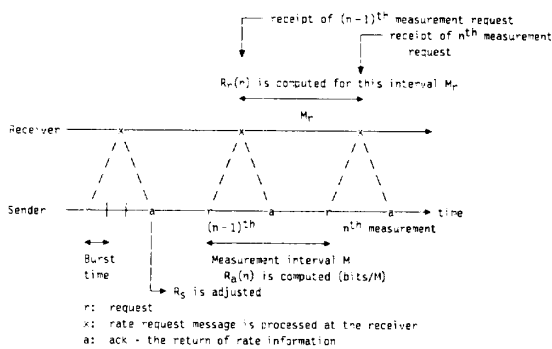 receipt of (n-1)th measurement request
receipt of nth measurement
request
Rr(n) is computed for this interval Mr
Mr
Receiver x x x
Sender r a r a r a time
(n-1)th nth measurement
Burst
time
Measurement interval M
Ra(n) is computed (bits/M)
Rs is adjusted
r: request
x: rate request message is processed at the receiver
a: ack - the return of rate information